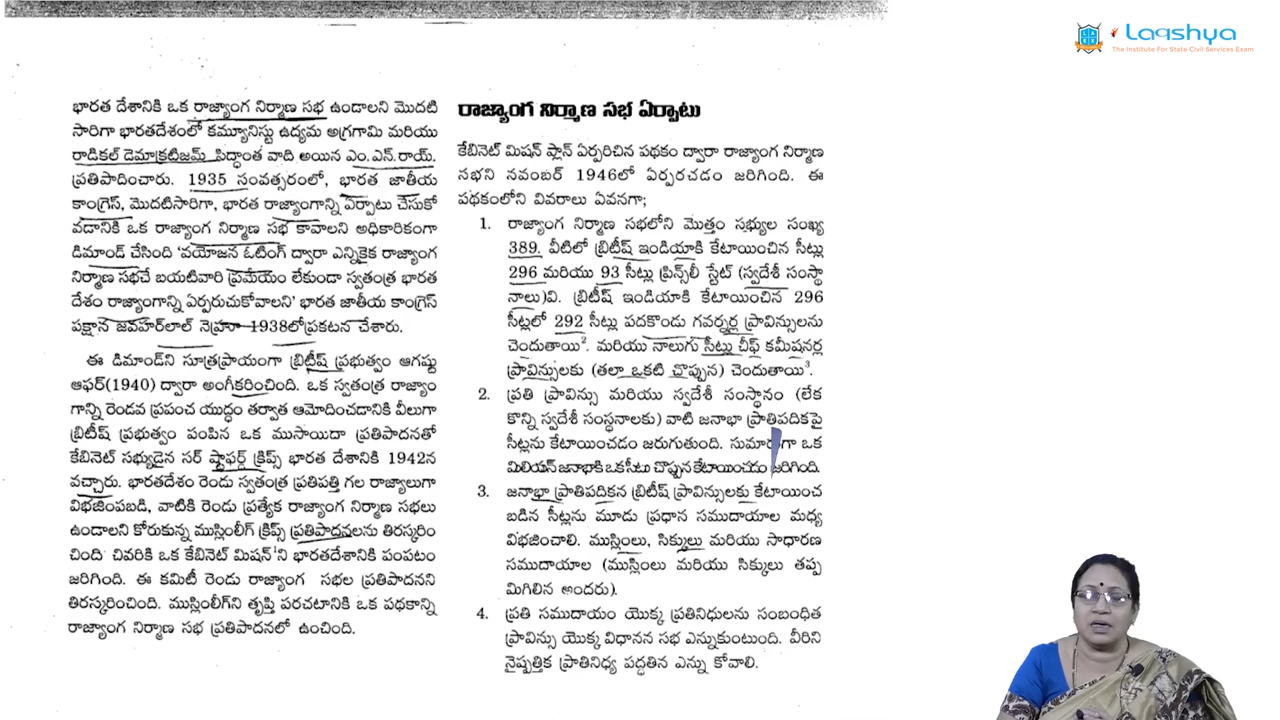 భారత దేశానికి ఒక రాజ్యాంగ నిర్మాణ సభ ఉండాలని మొదటి
సారిగా భారతదేశంలో కమ్యూనిస్టు ఉద్యమ అగ్రగామి మరియు
రాడికల్ డెమాక్రటిజమ్ సిద్ధాంత వాది అయిన ఎం.ఎన్.రాయ్.
ప్రతిపాదించారు. 1935 సంవత్సరంలో, భారత జాతీయ
కాంగ్రెస్, మొదటిసారిగా, భారత రాజ్యాంగాన్ని ఏర్పాటు చేసుకో
వడానికి ఒక రాజ్యాంగ నిర్మాణ సభ కావాలని అధికారికంగా
డిమాండ్ చేసింది 'వయోజన ఓటింగ్ ద్వారా ఎన్నికైక రాజ్యాంగ
నిర్మాణ సభచే బయటివారి ప్రమేయం లేకుండా స్వతంత్ర భారత
దేశం రాజ్యాంగాన్ని ఏర్పరుచుకోవాలని' భారత జాతీయ కాంగ్రెస్
పక్షాన జవహర్‌లాల్ నెహ్రూ 1938లోప్రకటన చేశారు.
ఈ డిమాండ్‌ని సూత్రప్రాయంగా బ్రిటీష్ ప్రభుత్వం ఆగష్టు
ఆఫర్(1940) ద్వారా అంగీకరించింది. ఒక స్వతంత్ర రాజ్యాం
గాన్ని రెండవ ప్రపంచ యుద్ధం తర్వాత ఆమోదించడానికి వీలుగా
బ్రిటీష్ ప్రభుత్వం పంపిన ఒక ముసాయిదా ప్రతిపాదనతో
కేబినెట్ సభ్యుడైన సర్ స్టాఫర్డ్ క్రిప్స్ భారత దేశానికి 1942న
వచ్చారు. భారతదేశం రెండు స్వతంత్ర ప్రతిపత్తి గల రాజ్యాలుగా
విభజింపబడి, వాటికి రెండు ప్రత్యేక రాజ్యాంగ నిర్మాణ సభలు
ఉండాలని కోరుకున్న ముస్లింలీగ్ క్రిప్స్ ప్రతిపాదనలను తిరస్కరిం
చింది చివరికి ఒక కేబినెట్ మిషన్¹ని భారతదేశానికి పంపటం
జరిగింది. ఈ కమిటీ రెండు రాజ్యాంగ సభల ప్రతిపాదనని
తిరస్కరించింది. ముస్లింలీగ్‌ని తృప్తి పరచటానికి ఒక పథకాన్ని
రాజ్యాంగ నిర్మాణ సభ ప్రతిపాదనలో ఉంచింది.
రాజ్యాంగ నిర్మాణ సభ ఏర్పాటు
కేబినెట్ మిషన్ ప్లాన్ ఏర్పరిచిన పథకం ద్వారా రాజ్యాంగ నిర్మాణ
సభని నవంబర్ 1946లో ఏర్పరచడం జరిగింది. ఈ
పథకంలోని వివరాలు ఏవనగా;
1. రాజ్యాంగ నిర్మాణ సభలోని మొత్తం సభ్యుల సంఖ్య
389. వీటిలో బ్రిటీష్ ఇండియాకి కేటాయించిన సీట్లు
296 మరియు 93 సీట్లు ప్రిన్స్‌లీ స్టేట్ (స్వదేశీ సంస్థా
నాలు)వి. బ్రిటీష్ ఇండియాకి కేటాయించిన 296
సీట్లలో 292 సీట్లు పదకొండు గవర్నర్ల ప్రావిన్సులను
చెందుతాయి². మరియు నాలుగు సీట్లు చీఫ్ కమీషనర్ల
ప్రావిన్సులకు (తలా ఒకటి చొప్పున) చెందుతాయి³.
2. ప్రతి ప్రావిన్సు మరియు స్వదేశీ సంస్థానం (లేక
కొన్ని స్వదేశీ సంస్థనాలకు) వాటి జనాభా ప్రాతిపదికపై
సీట్లను కేటాయించడం జరుగుతుంది. సుమారుగా ఒక
మిలియన్ జనాభాకి ఒకసీటు చొప్పున కేటాయించడం జరిగింది.
3. జనాభా ప్రాతిపదికన బ్రిటీష్ ప్రావిన్సులకు కేటాయించ
బడిన సీట్లను మూడు ప్రధాన సముదాయాల మధ్య
విభజించాలి. ముస్లింలు, సిక్కులు మరియు సాధారణ
సముదాయాల (ముస్లింలు మరియు సిక్కులు తప్ప
మిగిలిన అందరు).
4. ప్రతి సముదాయం యొక్క ప్రతినిధులను సంబంధిత
ప్రావిన్సు యొక్క విధానన సభ ఎన్నుకుంటుంది. వీరిని
నైష్పత్తిక ప్రాతినిధ్య పద్ధతిన ఎన్ను కోవాలి.
Laqshya
The Institute For State Civil Services Exam